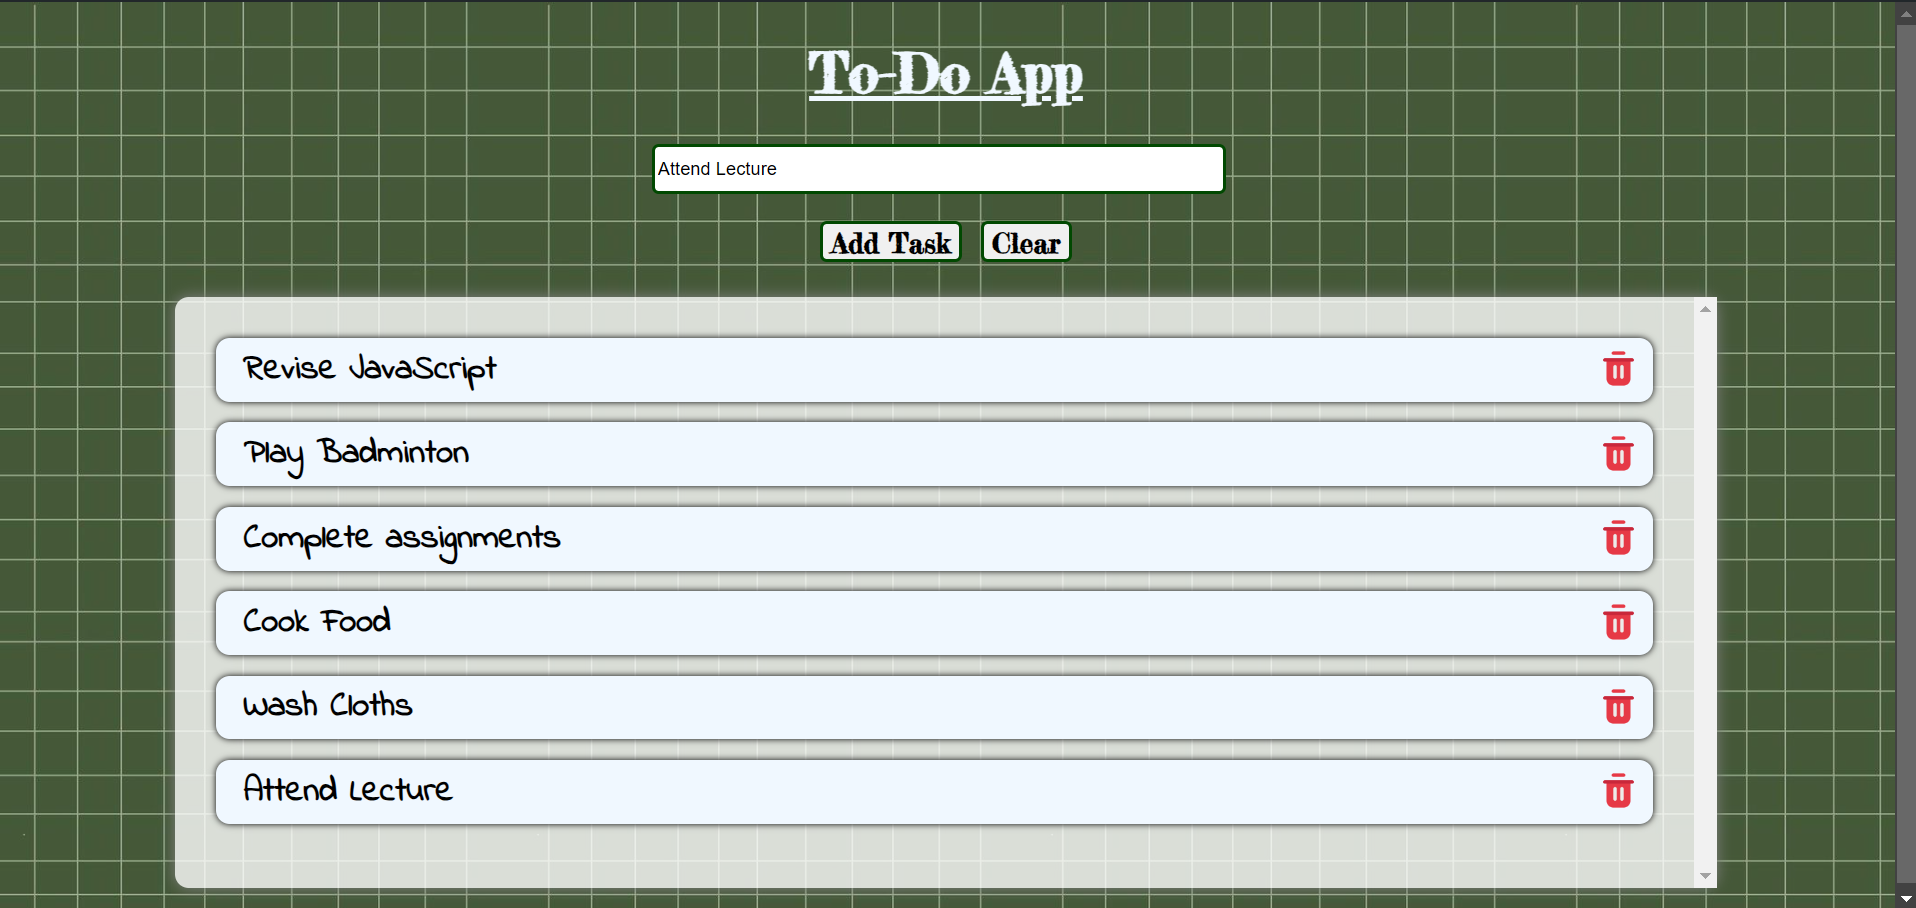 To-Do App
Attend Lecture
Add Task Clear
Revise JavaScript
Play Badminton
Complete assignments
Cook Food
Wash Cloths
Attend Lecture